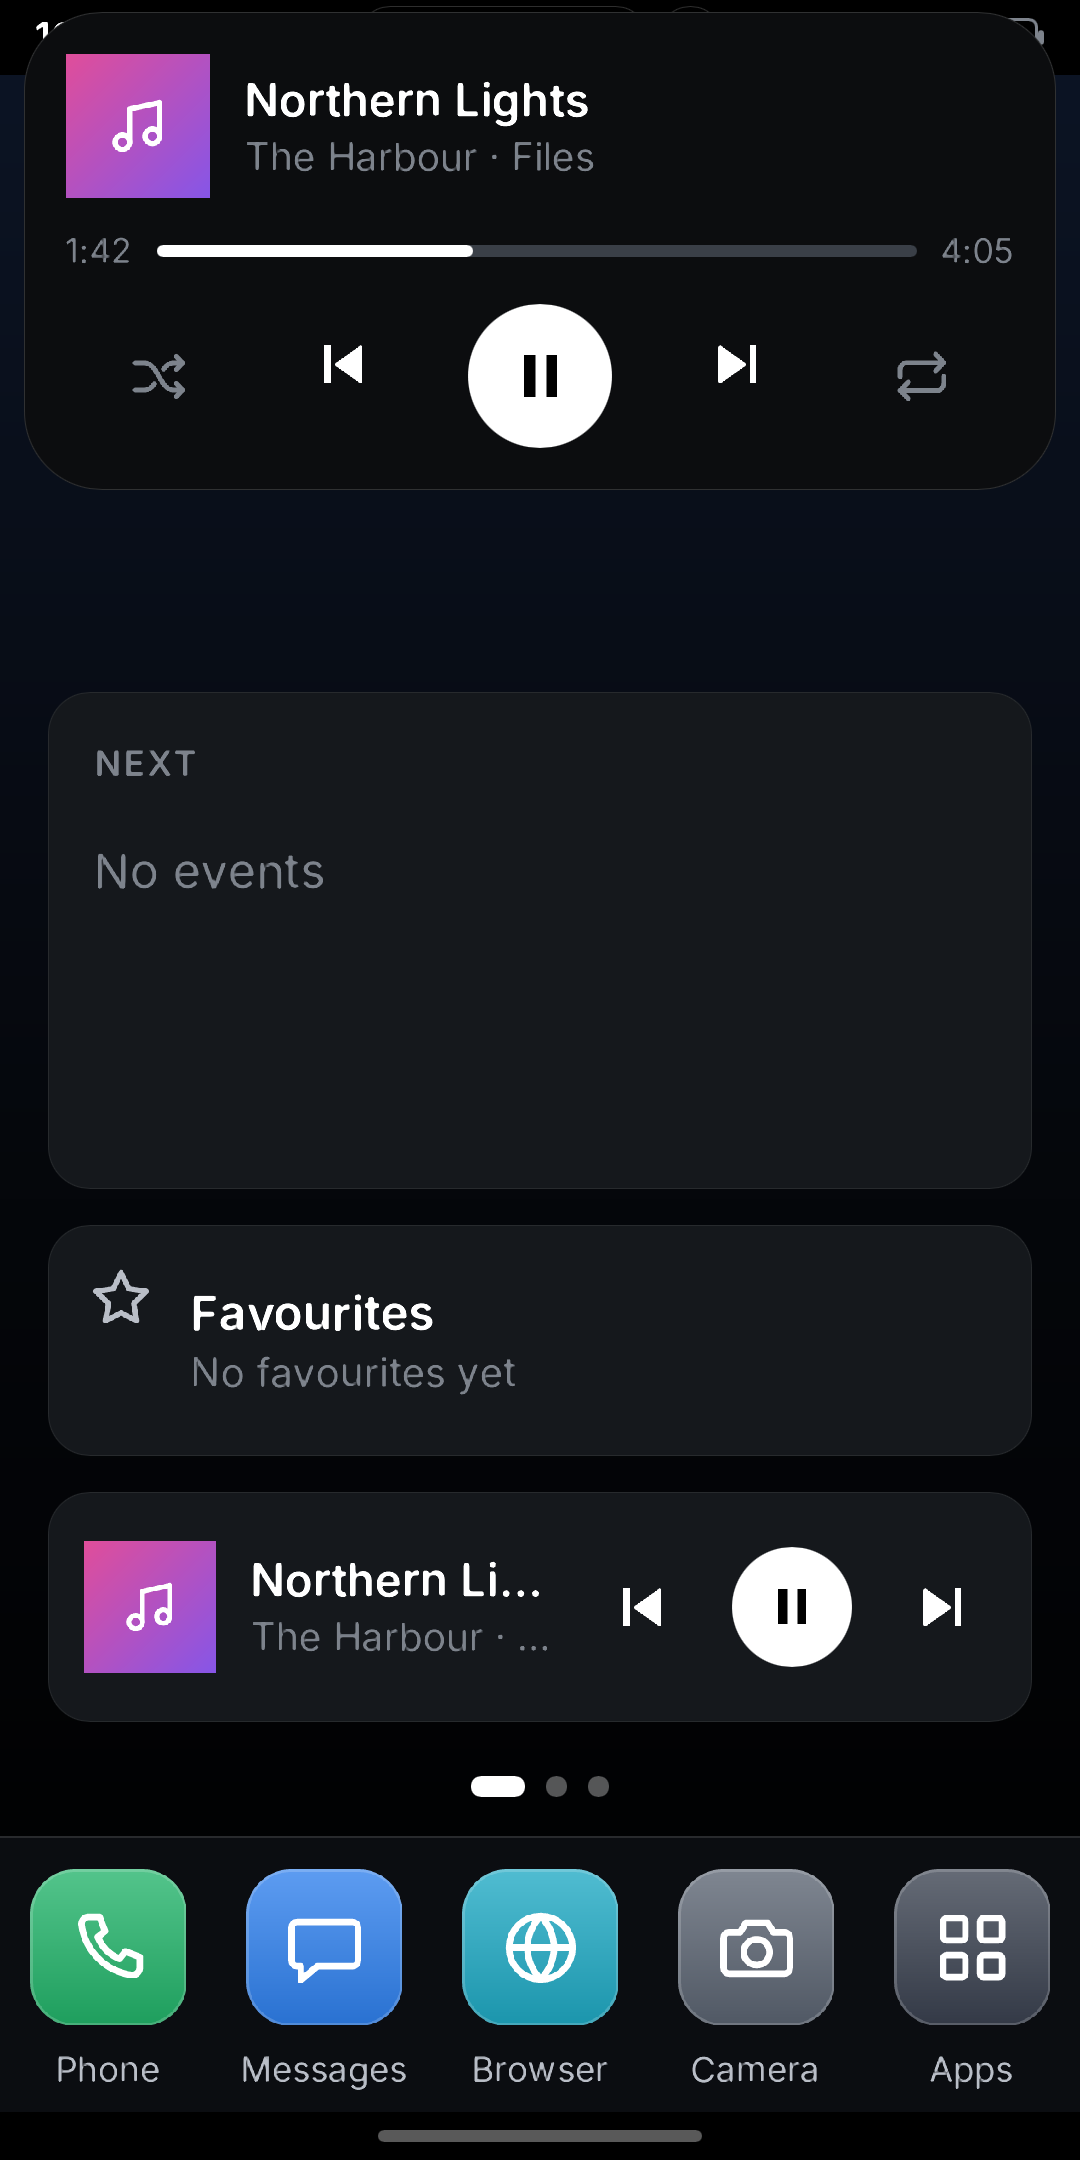 Northern Lights
The Harbour · Files
1:42
4:05
NEXT
No events
Favourites
No favourites yet
Northern Li...
The Harbour · ...
Phone
Messages
Browser
Camera
Apps